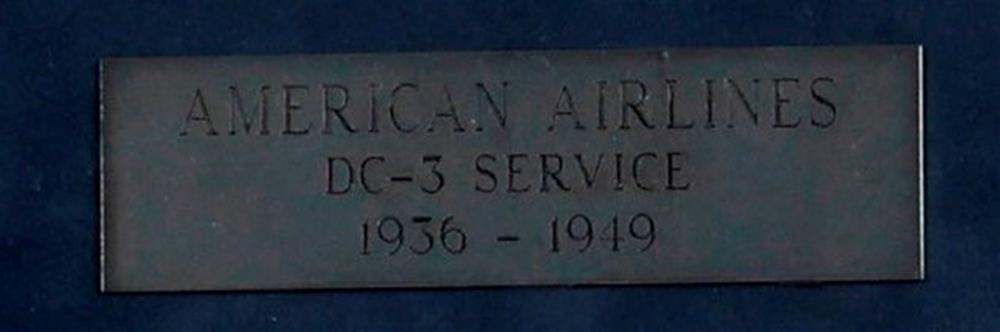 AMERICAN AIRLINES
DC-3 SERVICE
1936 - 1949